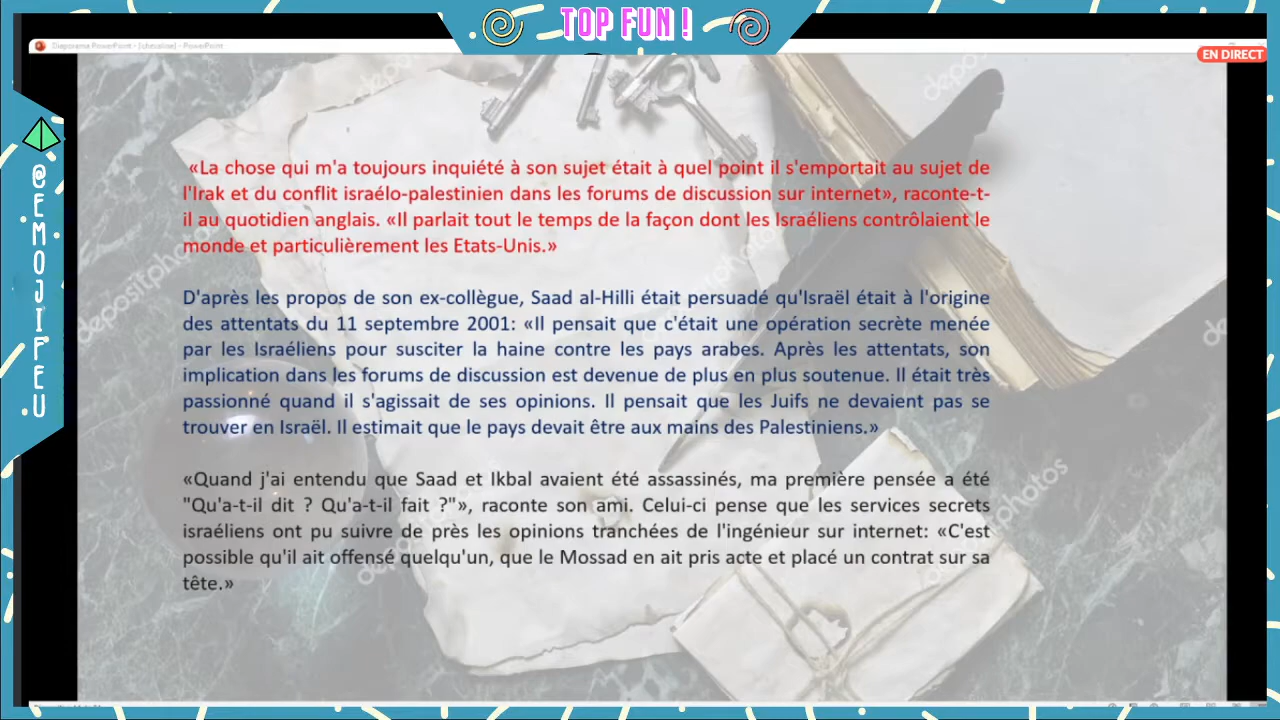 TOP FUN !
Diaporama PowerPoint - [chevaline] - PowerPoint
EN DIRECT
@EMOJIFEU
«La chose qui m'a toujours inquiété à son sujet était à quel point il s'emportait au sujet de
l'Irak et du conflit israélo-palestinien dans les forums de discussion sur internet», raconte-t-
il au quotidien anglais. «Il parlait tout le temps de la façon dont les Israéliens contrôlaient le
monde et particulièrement les Etats-Unis.»
D'après les propos de son ex-collègue, Saad al-Hilli était persuadé qu'Israël était à l'origine
des attentats du 11 septembre 2001: «Il pensait que c'était une opération secrète menée
par les Israéliens pour susciter la haine contre les pays arabes. Après les attentats, son
implication dans les forums de discussion est devenue de plus en plus soutenue. Il était très
passionné quand il s'agissait de ses opinions. Il pensait que les Juifs ne devaient pas se
trouver en Israël. Il estimait que le pays devait être aux mains des Palestiniens.»
«Quand j'ai entendu que Saad et Ikbal avaient été assassinés, ma première pensée a été
"Qu'a-t-il dit ? Qu'a-t-il fait ?"», raconte son ami. Celui-ci pense que les services secrets
israéliens ont pu suivre de près les opinions tranchées de l'ingénieur sur internet: «C'est
possible qu'il ait offensé quelqu'un, que le Mossad en ait pris acte et placé un contrat sur sa
tête.»
depositphotos
depositphotos